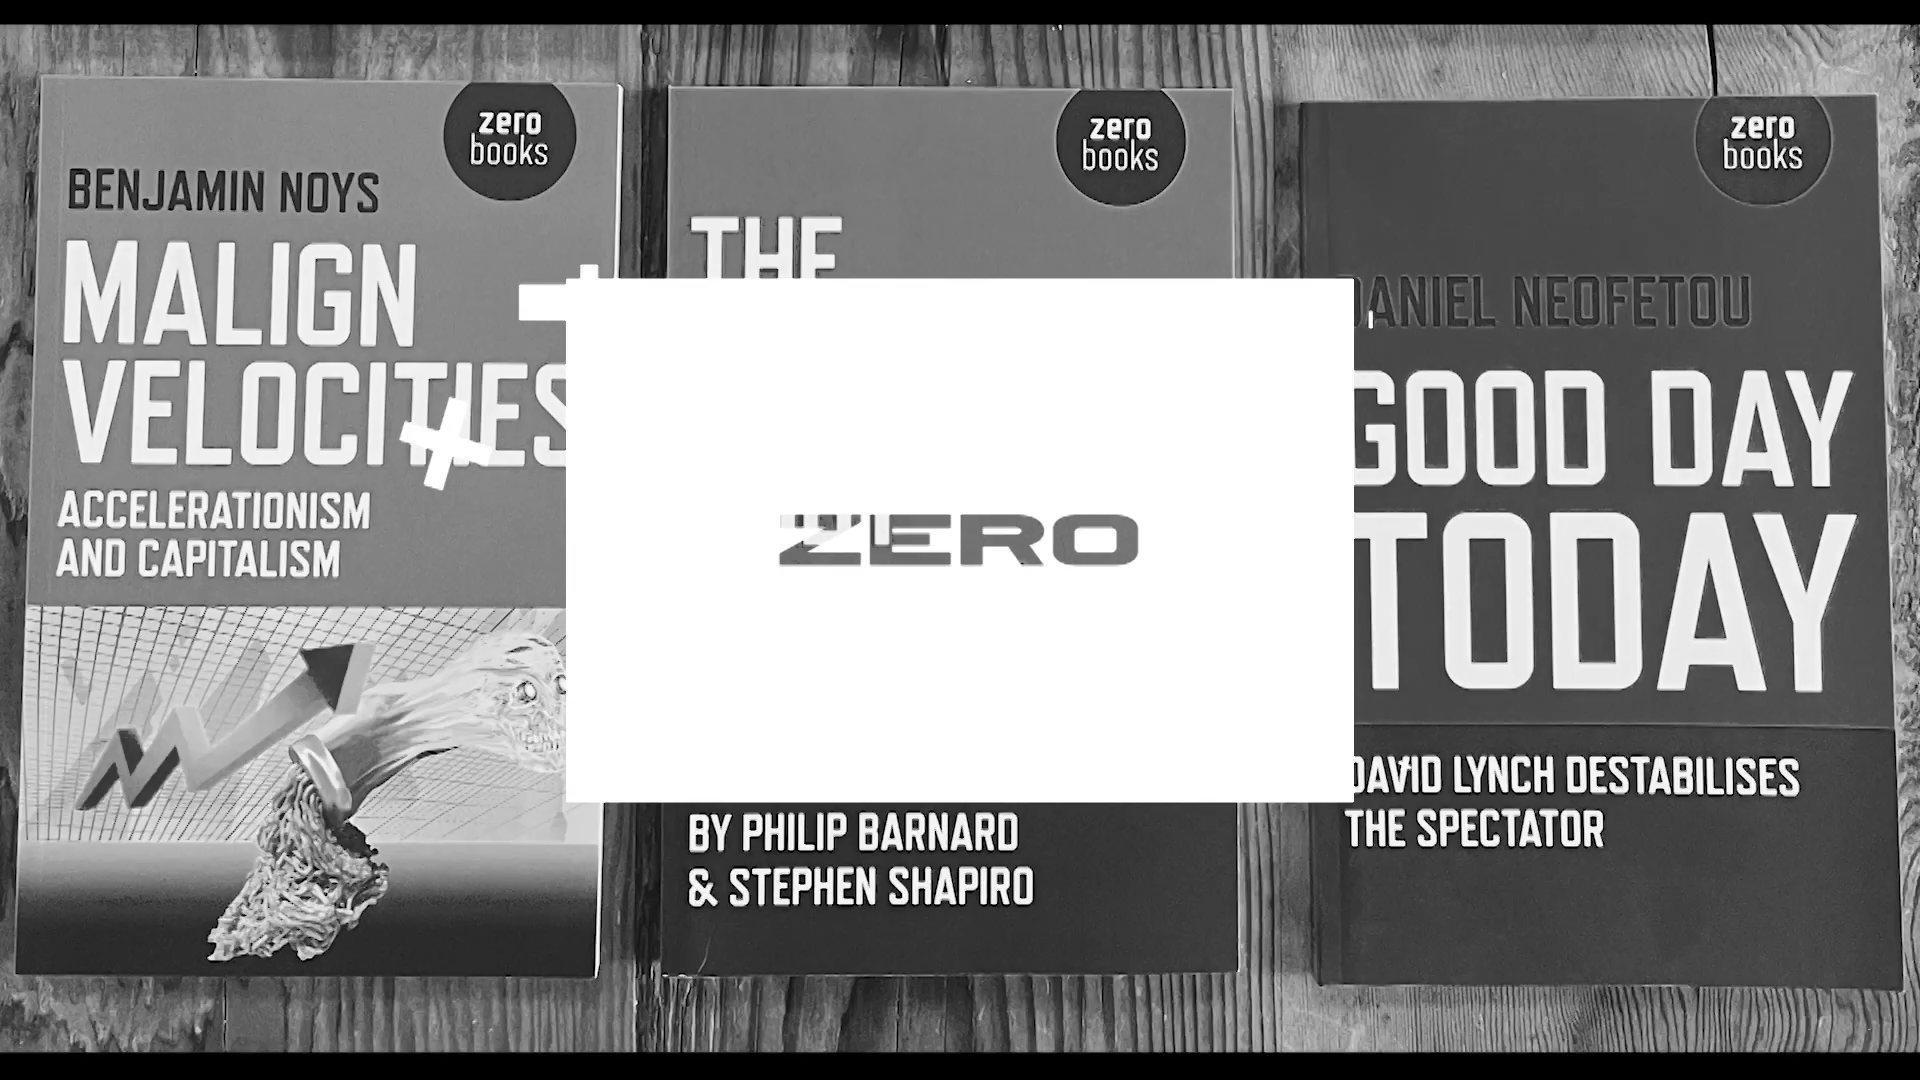 zero
books
BENJAMIN NOYS
MALIGN
VELOCITIES
ACCELERATIONISM
AND CAPITALISM
zero
books
THE
BY PHILIP BARNARD
& STEPHEN SHAPIRO
ZERO
zero
books
DANIEL NEOFETOU
GOOD DAY
TODAY
DAVID LYNCH DESTABILISES
THE SPECTATOR